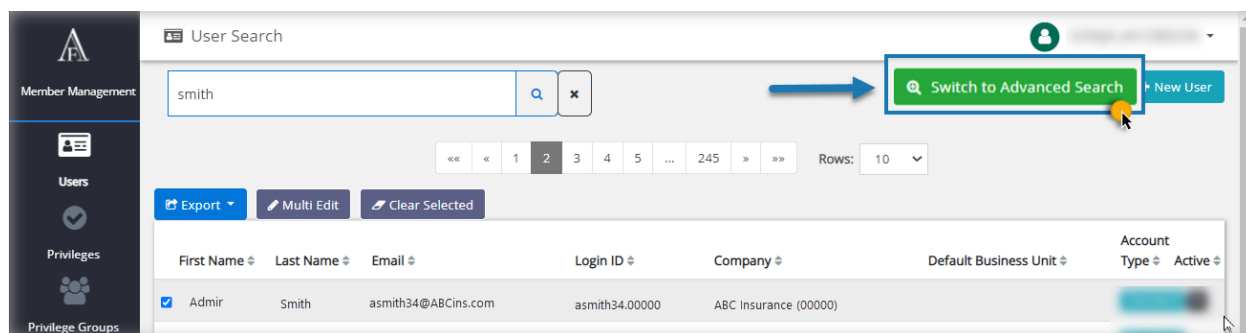 AF
User Search
Member Management
smith
Switch to Advanced Search
New User
«« « 1 2 3 4 5 ... 245 » »» Rows: 10
Users
Export Multi Edit Clear Selected
Privileges
First Name Last Name Email Login ID Company Default Business Unit Account Type Active
Admir Smith asmith34@ABCins.com asmith34.00000 ABC Insurance (00000)
Privilege Groups